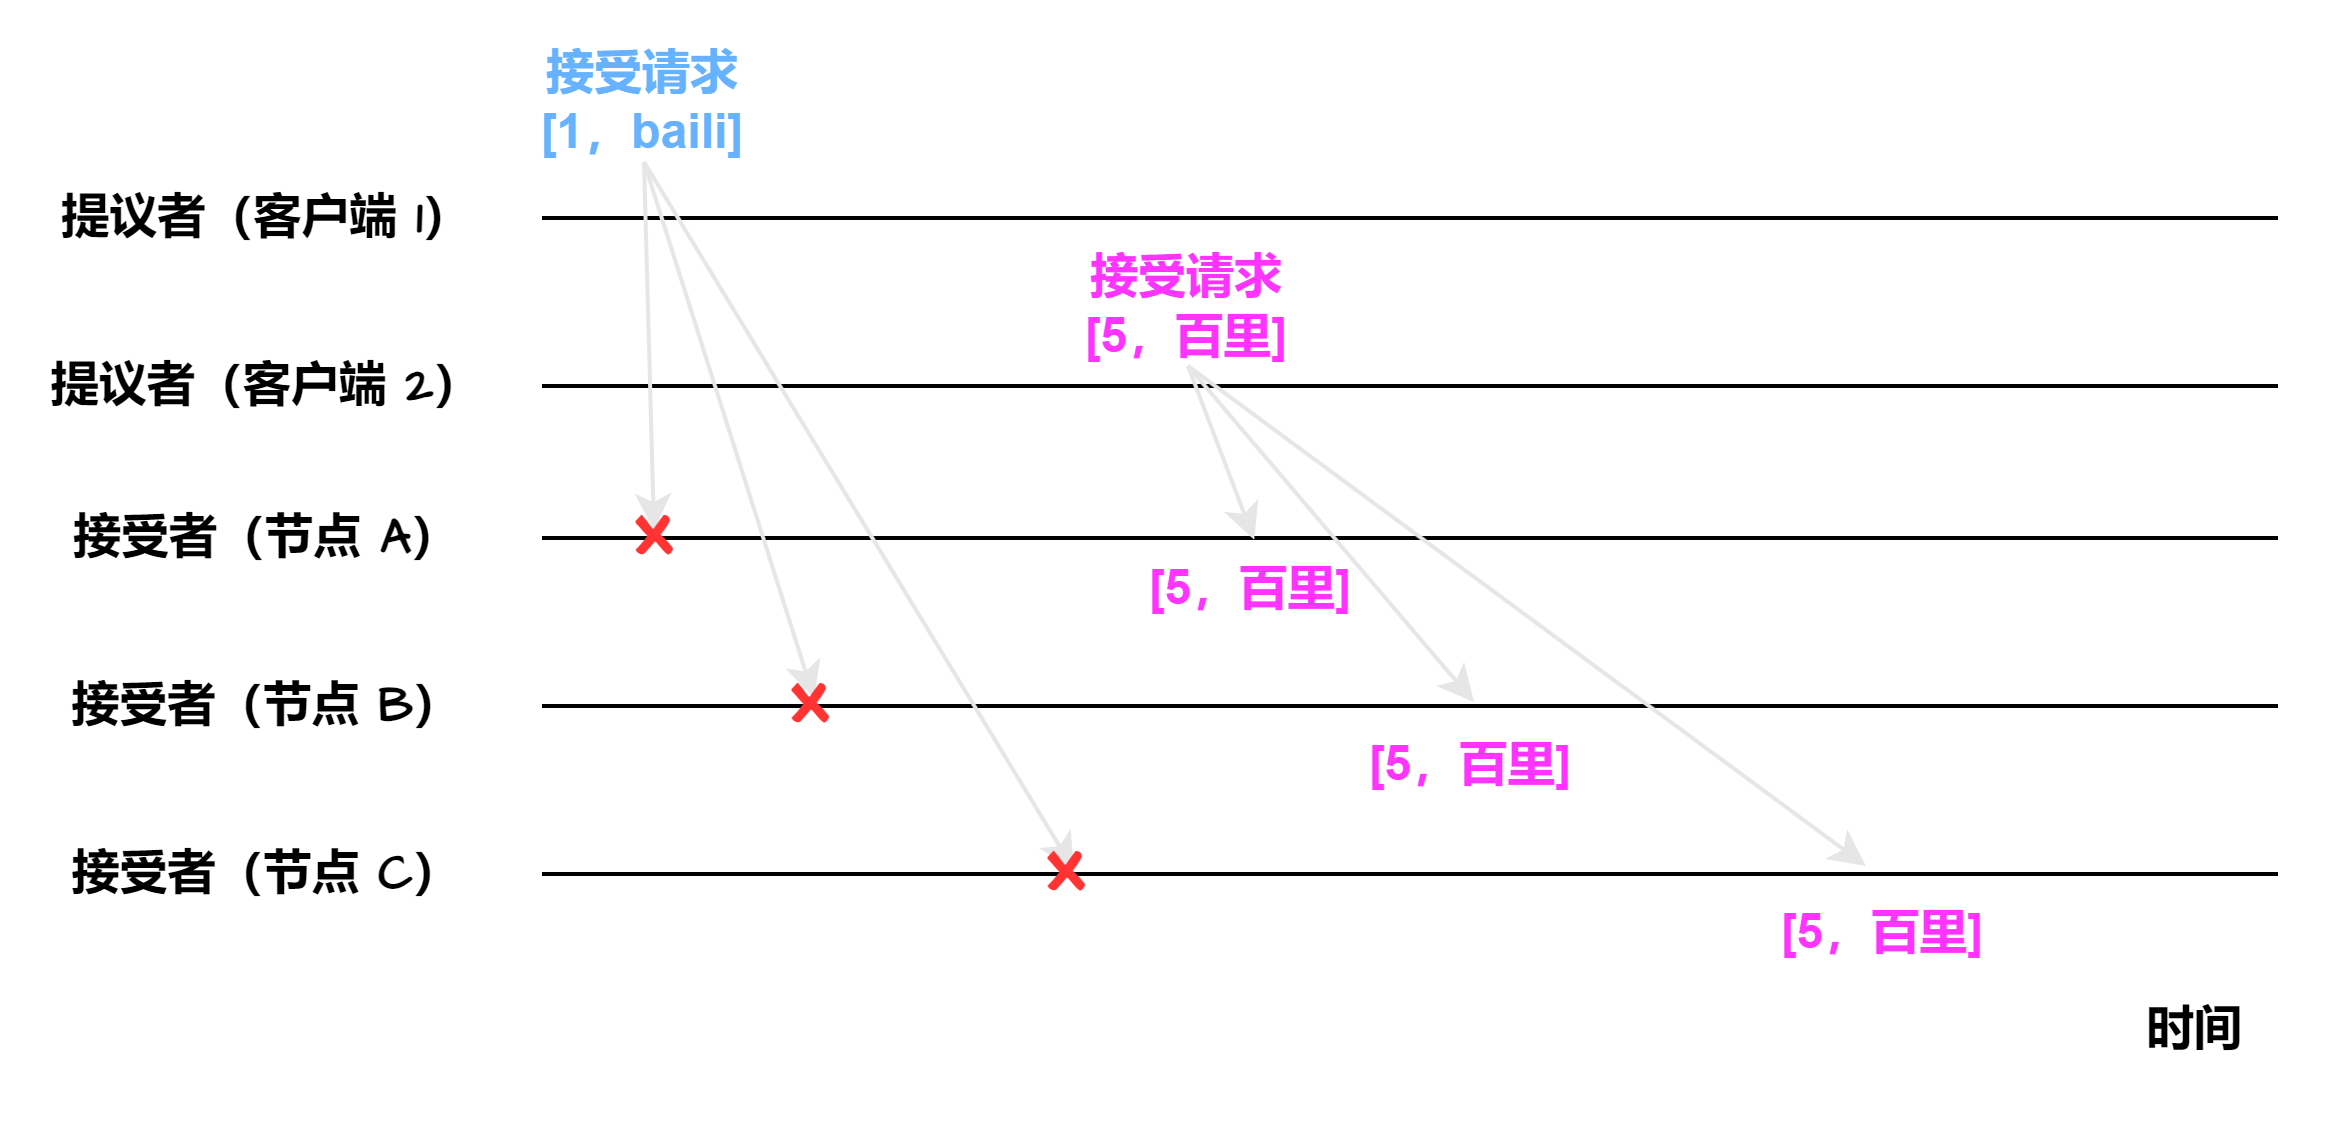 接受请求
[1，baili]
提议者（客户端 1）
接受请求
[5，百里]
提议者（客户端 2）
接受者（节点 A）
[5，百里]
接受者（节点 B）
[5，百里]
接受者（节点 C）
[5，百里]
时间